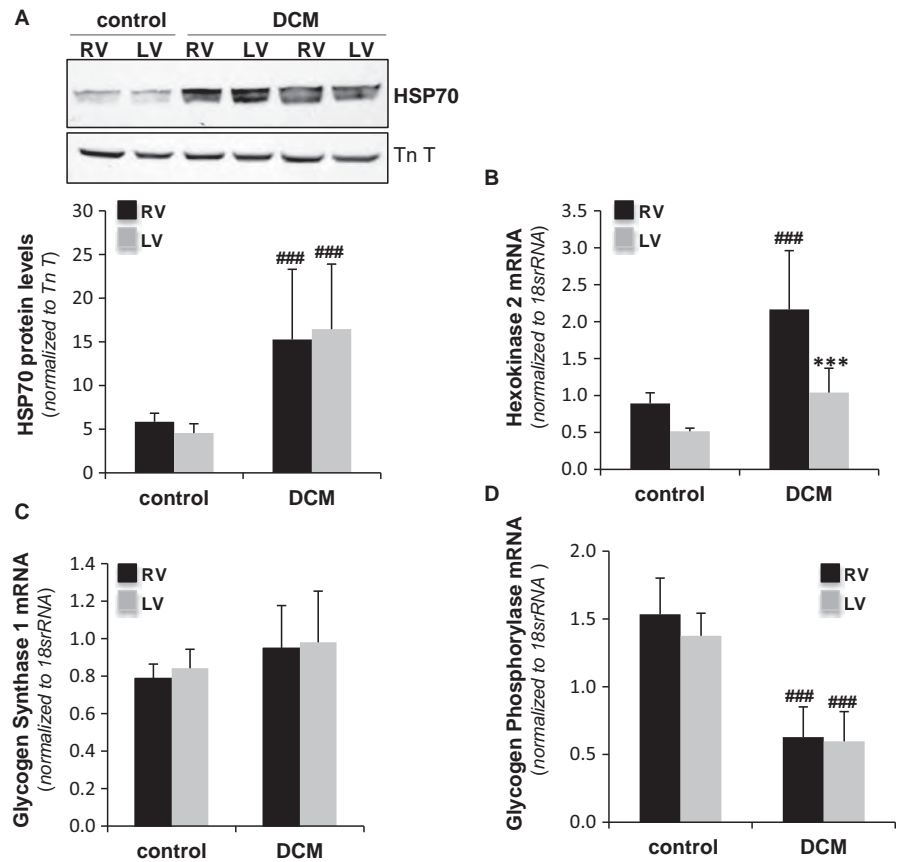 A
control DCM
RV LV RV LV RV LV
HSP70
Tn T
HSP70 protein levels
(normalized to Tn T)
30
25
20
15
10
5
0
RV
LV
###
###
control DCM
B
Hexokinase 2 mRNA
(normalized to 18srRNA)
3.5
3.0
2.5
2.0
1.5
1.0
0.5
0.0
RV
LV
###
***
control DCM
C
Glycogen Synthase 1 mRNA
(normalized to 18srRNA)
1.4
1.2
1.0
0.8
0.6
0.4
0.2
0.0
RV
LV
control DCM
D
Glycogen Phosphorylase mRNA
(normalized to 18srRNA )
2.0
1.5
1.0
0.5
0.0
RV
LV
###
###
control DCM